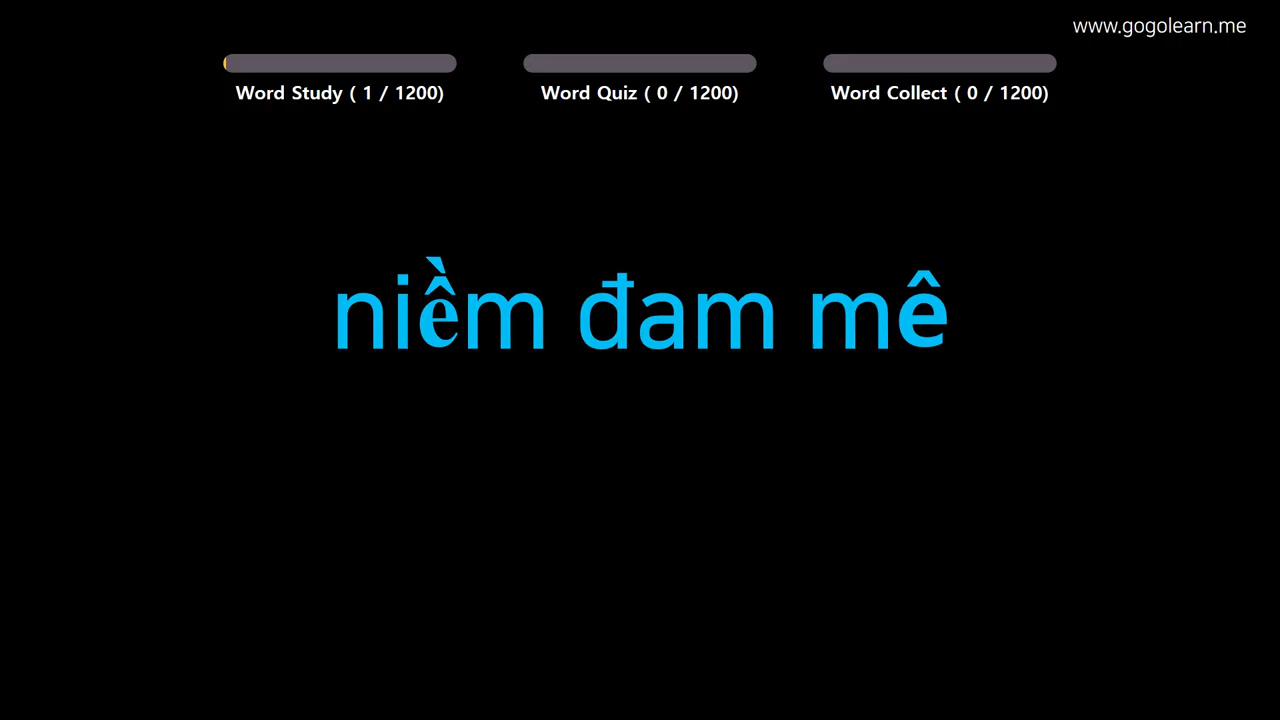 www.gogolearn.me
Word Study ( 1 / 1200)
Word Quiz ( 0 / 1200)
Word Collect ( 0 / 1200)
niềm đam mê